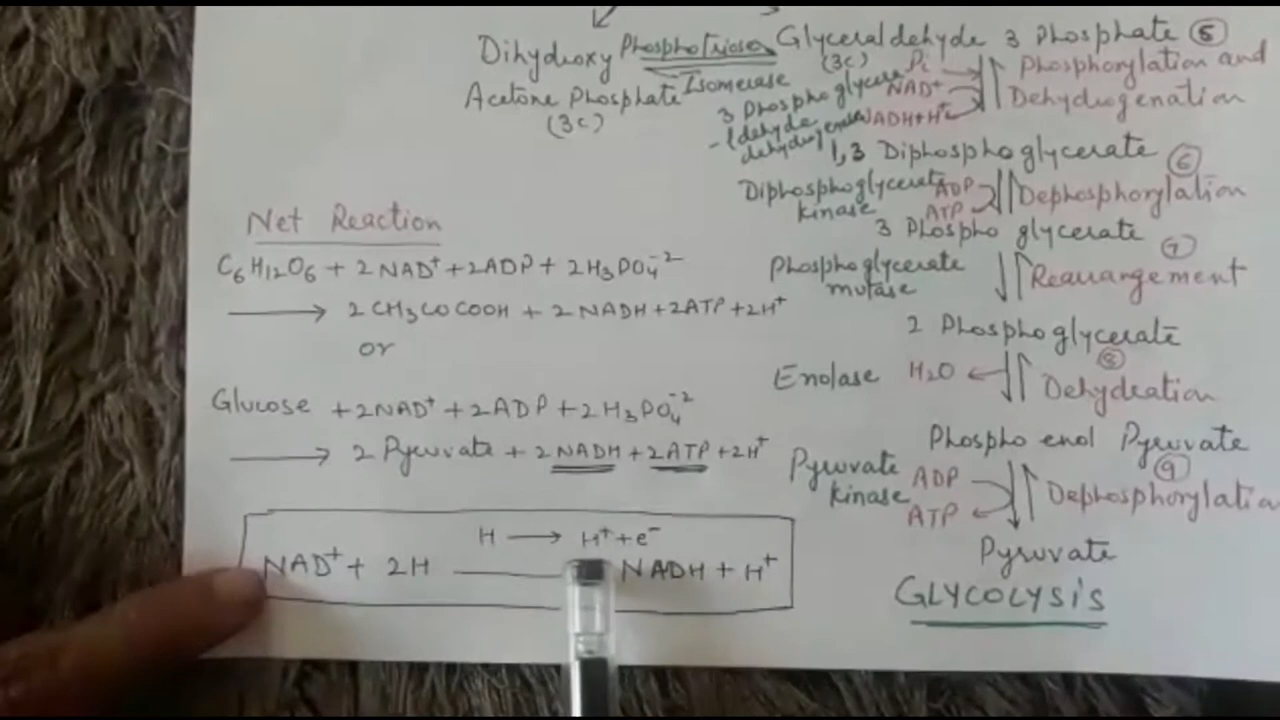 Dihydroxy Phosphotriose Glyceraldehyde 3 Phosphate (5)
Isomerase (3c) Pi Phosphorylation and
Acetone Phosphate
(3c)
3 Phosphoglycera NAD+ Dehydrogenation
-ldehyde NADH+H+
dehydrogenase
1,3 Diphosphoglycerate (6)
Diphosphoglycerate ADP Dephosphorylation
kinase ATP
3 Phospho glycerate
(7)
Phosphoglycerate Rearrangement
mutase
2 Phosphoglycerate
(8)
Enolase H2O Dehydration
Phospho enol Pyruvate
(9)
Pyruvate ADP Dephosphorylatio
kinase ATP
Pyruvate
GLYCOLYSIS
Net Reaction
C6H12O6 + 2NAD+ + 2ADP + 2H3PO4-2
→ 2CH3COCOOH + 2NADH + 2ATP + 2H+
or
Glucose + 2NAD+ + 2ADP + 2H3PO4-2
→ 2 Pyruvate + 2NADH + 2ATP + 2H+
H → H+ + e-
NAD+ + 2H NADH + H+